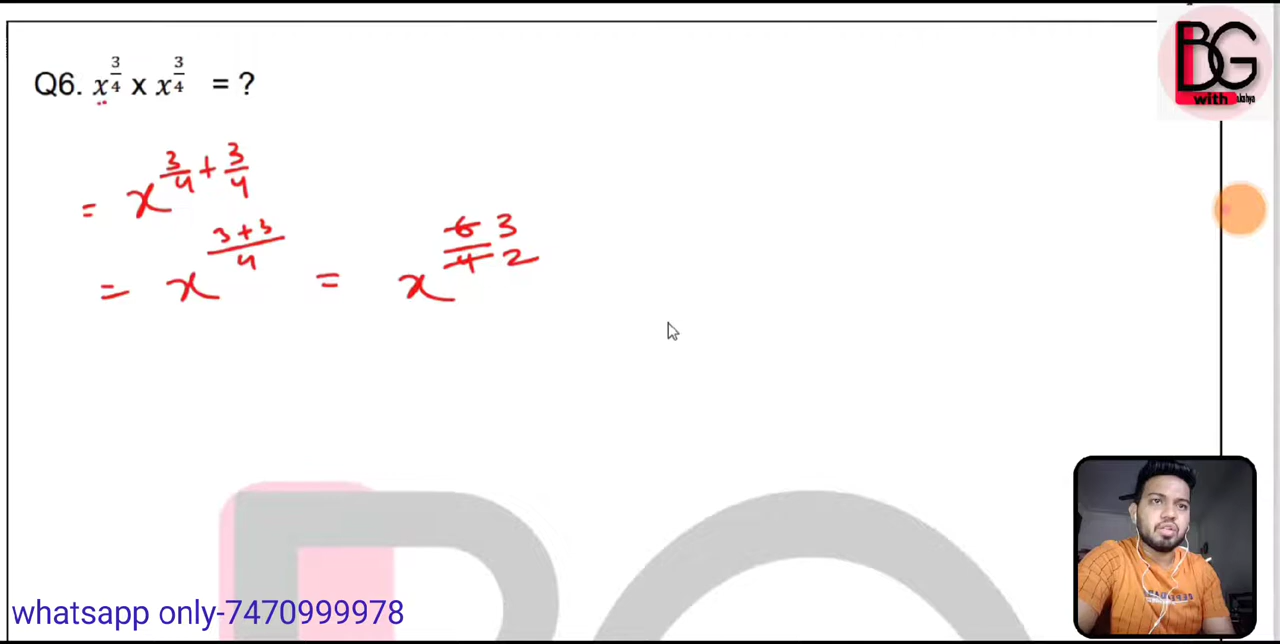 Q6. x^(3/4) x x^(3/4) = ?
BG
with
= x^(3/4 + 3/4)
= x^((3+3)/4) = x^(6/4) 3/2
whatsapp only-7470999978